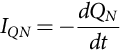 I_{QN} = -\frac{dQ_N}{dt}